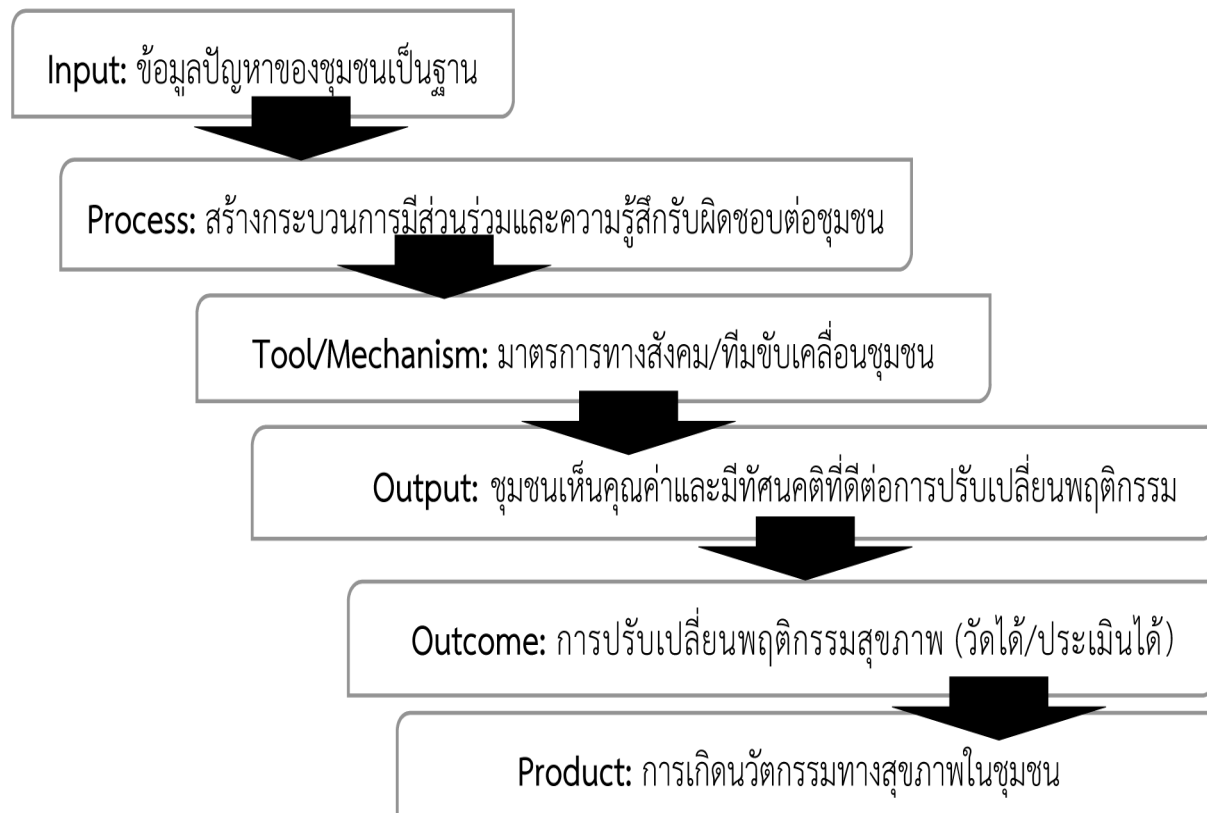 Input: ข้อมูลปัญหาของชุมชนเป็นฐาน
Process: สร้างกระบวนการมีส่วนร่วมและความรู้สึกรับผิดชอบต่อชุมชน
Tool/Mechanism: มาตรการทางสังคม/ทีมขับเคลื่อนชุมชน
Output: ชุมชนเห็นคุณค่าและมีทัศนคติที่ดีต่อการปรับเปลี่ยนพฤติกรรม
Outcome: การปรับเปลี่ยนพฤติกรรมสุขภาพ (วัดได้/ประเมินได้)
Product: การเกิดนวัตกรรมทางสุขภาพในชุมชน